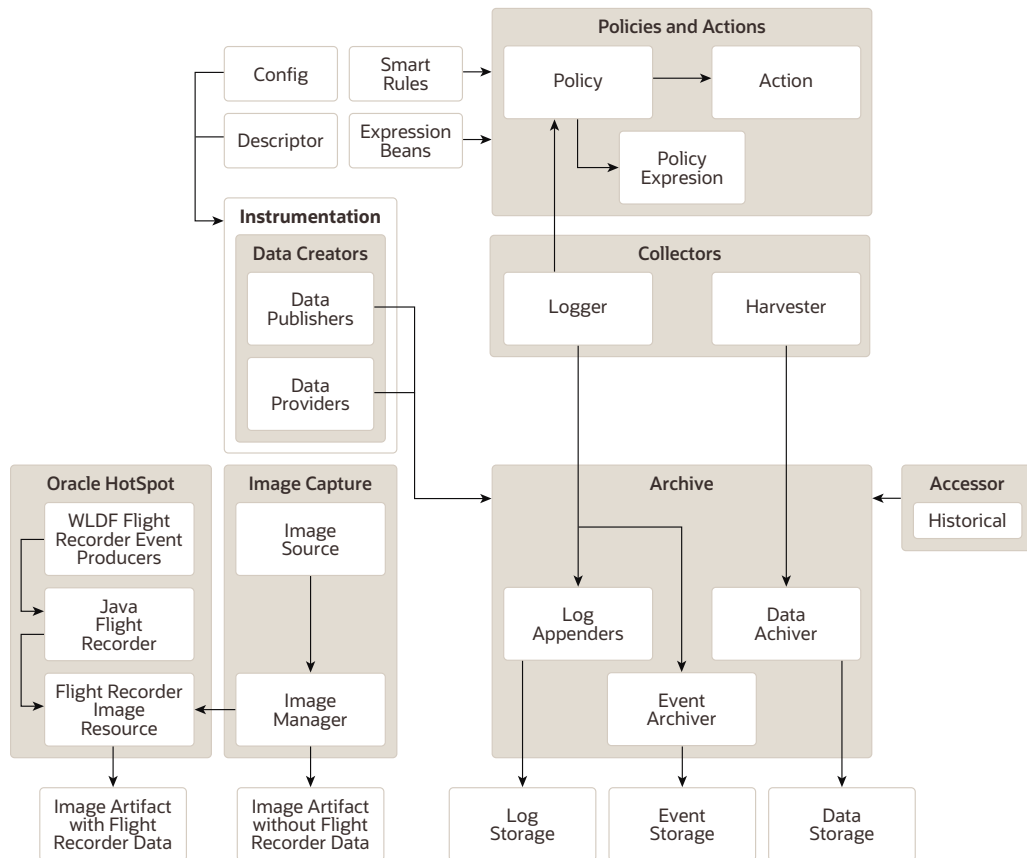 Policies and Actions
Config
Smart
Rules
Policy
Action
Descriptor
Expression
Beans
Policy
Expresion
Instrumentation
Data Creators
Data
Publishers
Data
Providers
Collectors
Logger
Harvester
Oracle HotSpot
WLDF Flight
Recorder Event
Producers
Java
Flight
Recorder
Flight Recorder
Image
Resource
Image Capture
Image
Source
Image
Manager
Archive
Log
Appenders
Data
Achiver
Event
Archiver
Accessor
Historical
Image Artifact
with Flight
Recorder Data
Image Artifact
without Flight
Recorder Data
Log
Storage
Event
Storage
Data
Storage